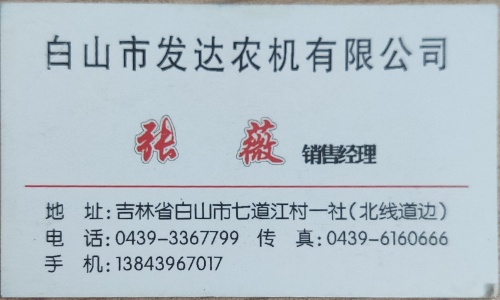 白山市发达农机有限公司
张 薇 销售经理
地 址:吉林省白山市七道江村一社(北线道边)
电 话:0439-3367799 传 真:0439-6160666
手 机:13843967017